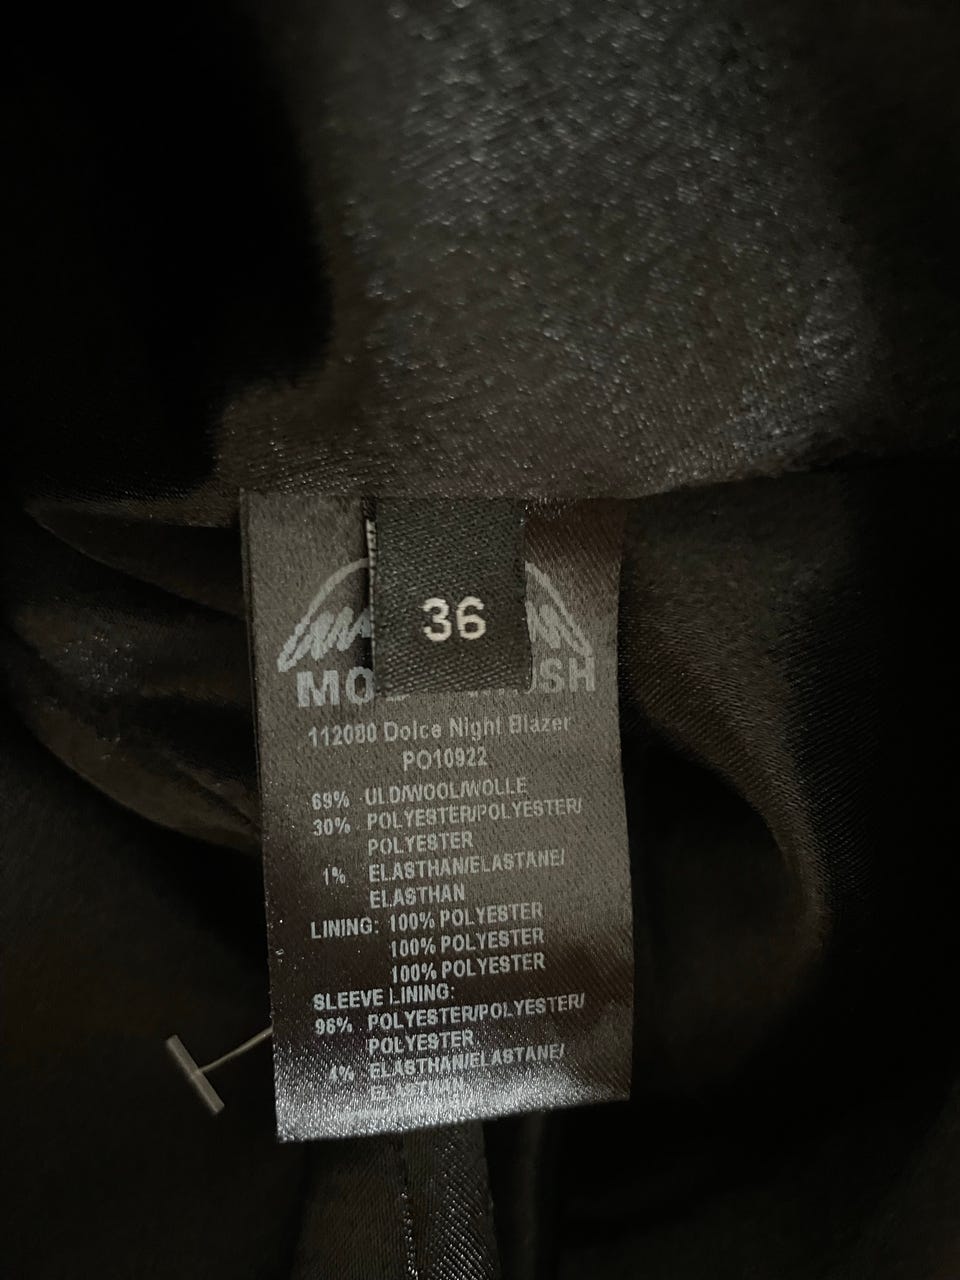 36
112080 Dolce Night Blazer
PO10922
69% ULD/WOOL/WOLLE
30% POLYESTER/POLYESTER/
POLYESTER
1% ELASTHAN/ELASTANE/
ELASTHAN
LINING: 100% POLYESTER
100% POLYESTER
100% POLYESTER
SLEEVE LINING:
96% POLYESTER/POLYESTER/
POLYESTER
4% ELASTHAN/ELASTANE/
ELASTHAN